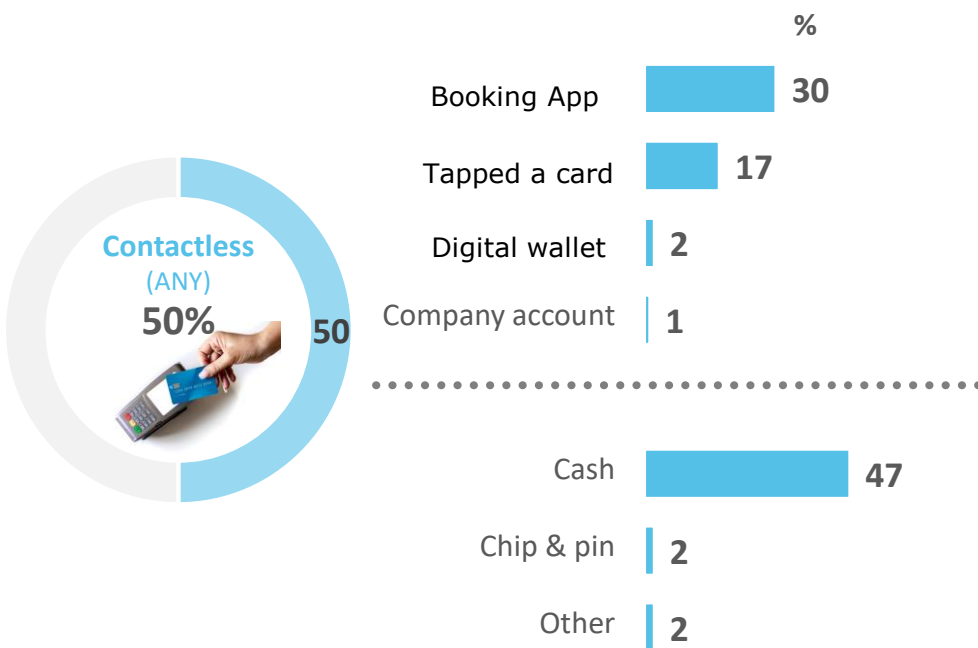 %
Booking App 30
Tapped a card 17
Digital wallet 2
Company account 1
Contactless
(ANY)
50%
50
Cash 47
Chip & pin 2
Other 2